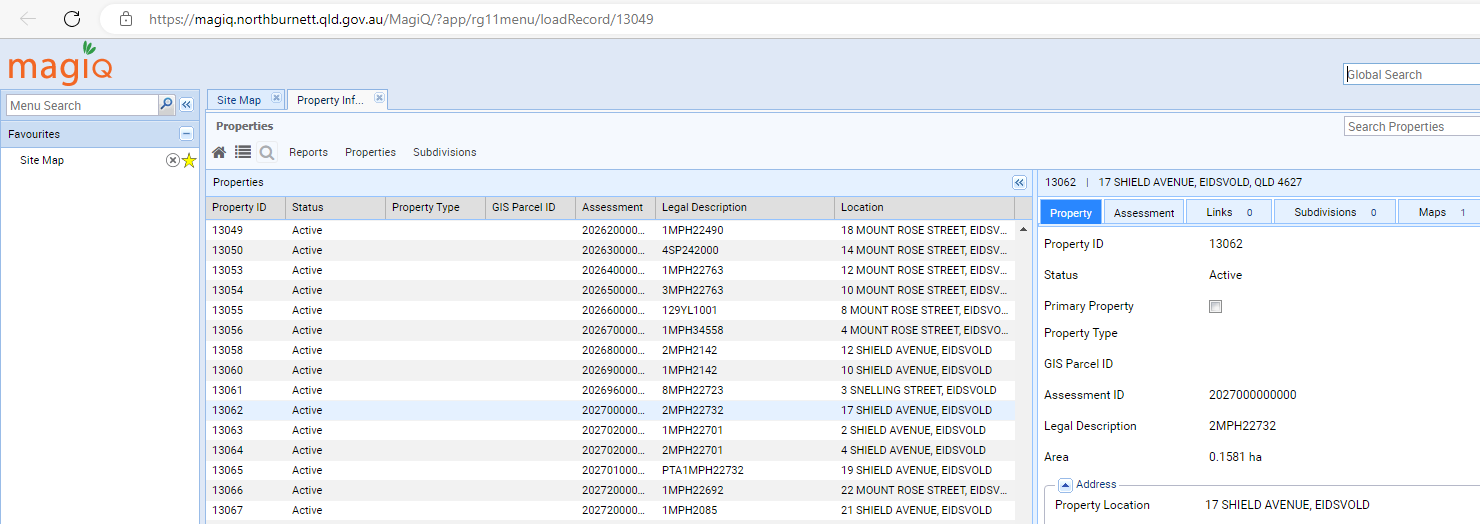 https://magiq.northburnett.qld.gov.au/MagiQ/?app/rg11menu/loadRecord/13049
magiQ
Global Search
Menu Search
Site Map
Property Inf...
Favourites
Properties
Search Properties
Site Map
Reports Properties Subdivisions
Properties
13062 | 17 SHIELD AVENUE, EIDSVOLD, QLD 4627
Property ID Status Property Type GIS Parcel ID Assessment Legal Description Location
Property Assessment Links 0 Subdivisions 0 Maps 1
13049 Active 202620000... 1MPH22490 18 MOUNT ROSE STREET, EIDSV...
13050 Active 202630000... 4SP242000 14 MOUNT ROSE STREET, EIDSV...
13053 Active 202640000... 1MPH22763 12 MOUNT ROSE STREET, EIDSV...
13054 Active 202650000... 3MPH22763 10 MOUNT ROSE STREET, EIDSV...
13055 Active 202660000... 129YL1001 8 MOUNT ROSE STREET, EIDSVO...
13056 Active 202670000... 1MPH34558 4 MOUNT ROSE STREET, EIDSVO...
13058 Active 202680000... 2MPH2142 12 SHIELD AVENUE, EIDSVOLD
13060 Active 202690000... 1MPH2142 10 SHIELD AVENUE, EIDSVOLD
13061 Active 202696000... 8MPH22723 3 SNELLING STREET, EIDSVOLD
13062 Active 202700000... 2MPH22732 17 SHIELD AVENUE, EIDSVOLD
13063 Active 202702000... 1MPH22701 2 SHIELD AVENUE, EIDSVOLD
13064 Active 202702000... 2MPH22701 4 SHIELD AVENUE, EIDSVOLD
13065 Active 202701000... PTA1MPH22732 19 SHIELD AVENUE, EIDSVOLD
13066 Active 202720000... 1MPH22692 22 MOUNT ROSE STREET, EIDSV...
13067 Active 202720000... 1MPH2085 21 SHIELD AVENUE, EIDSVOLD
Property ID 13062
Status Active
Primary Property
Property Type
GIS Parcel ID
Assessment ID 2027000000000
Legal Description 2MPH22732
Area 0.1581 ha
Address
Property Location 17 SHIELD AVENUE, EIDSVOLD